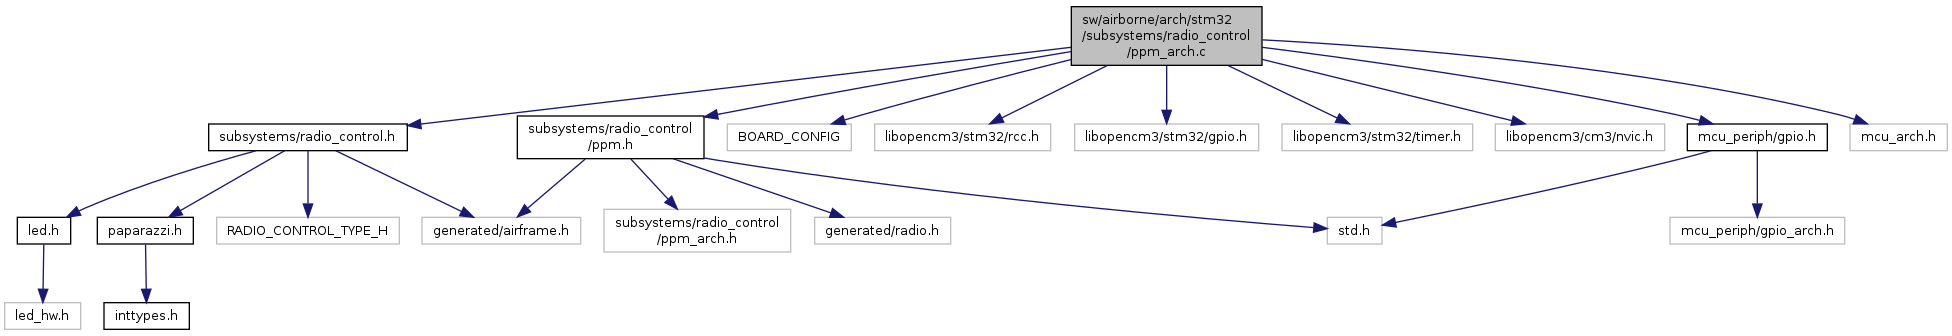 sw/airborne/arch/stm32
/subsystems/radio_control
/ppm_arch.c
subsystems/radio_control.h
subsystems/radio_control
/ppm.h
BOARD_CONFIG
libopencm3/stm32/rcc.h
libopencm3/stm32/gpio.h
libopencm3/stm32/timer.h
libopencm3/cm3/nvic.h
mcu_periph/gpio.h
mcu_arch.h
led.h
paparazzi.h
RADIO_CONTROL_TYPE_H
generated/airframe.h
subsystems/radio_control
/ppm_arch.h
generated/radio.h
std.h
mcu_periph/gpio_arch.h
led_hw.h
inttypes.h